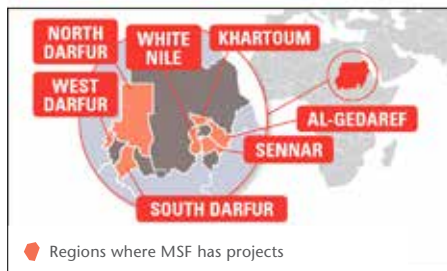 NORTH
DARFUR
WHITE
NILE
KHARTOUM
WEST
DARFUR
AL-GEDAREF
SENNAR
SOUTH DARFUR
Regions where MSF has projects